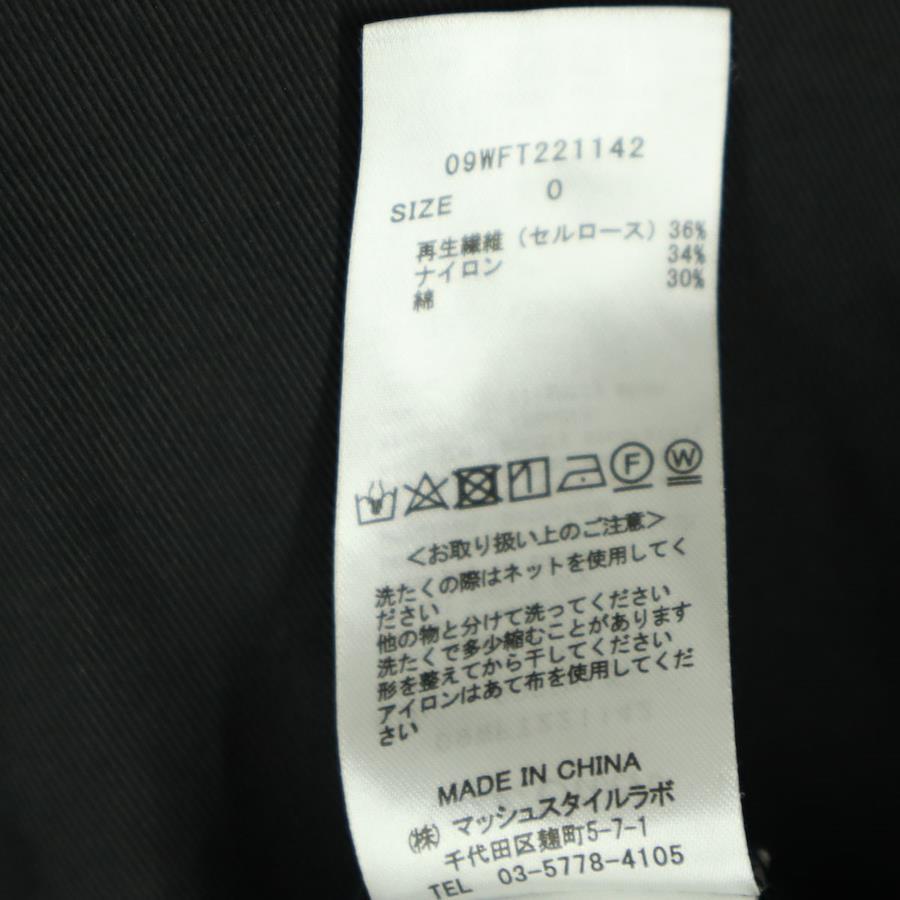 09WFT221142
SIZE 0
再生繊維（セルロース）36%
ナイロン 34%
綿 30%
F W
＜お取り扱い上のご注意＞
洗たくの際はネットを使用してく
ださい
他の物と分けて洗ってください
洗たくで多少縮むことがあります
形を整えてから干してください
アイロンはあて布を使用してくだ
さい
MADE IN CHINA
㈱ マッシュスタイルラボ
千代田区麹町5-7-1
TEL 03-5778-4105